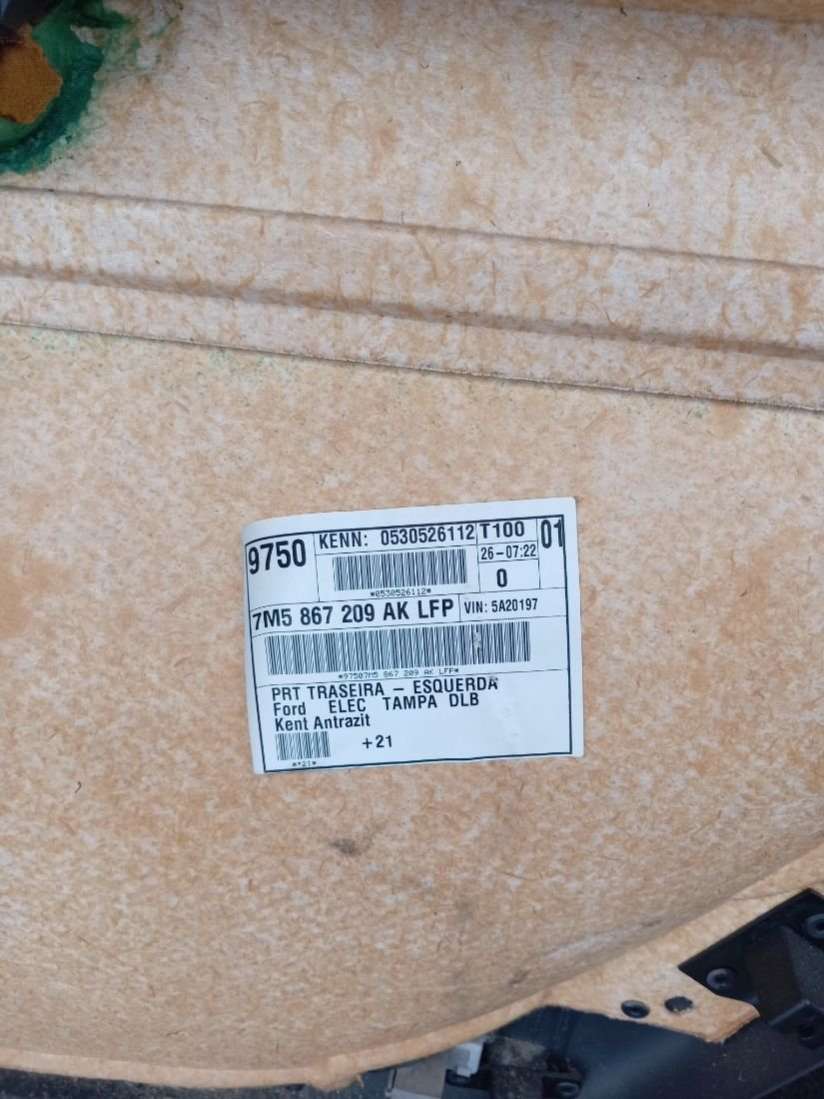 9750
KENN: 0530526112
T100
01
26-07:22
*0530526112*
0
7M5 867 209 AK LFP
VIN: 5A20197
*97507M5 867 209 AK LFP*
PRT TRASEIRA - ESQUERDA
Ford ELEC TAMPA DLB
Kent Antrazit
+21
*+21*